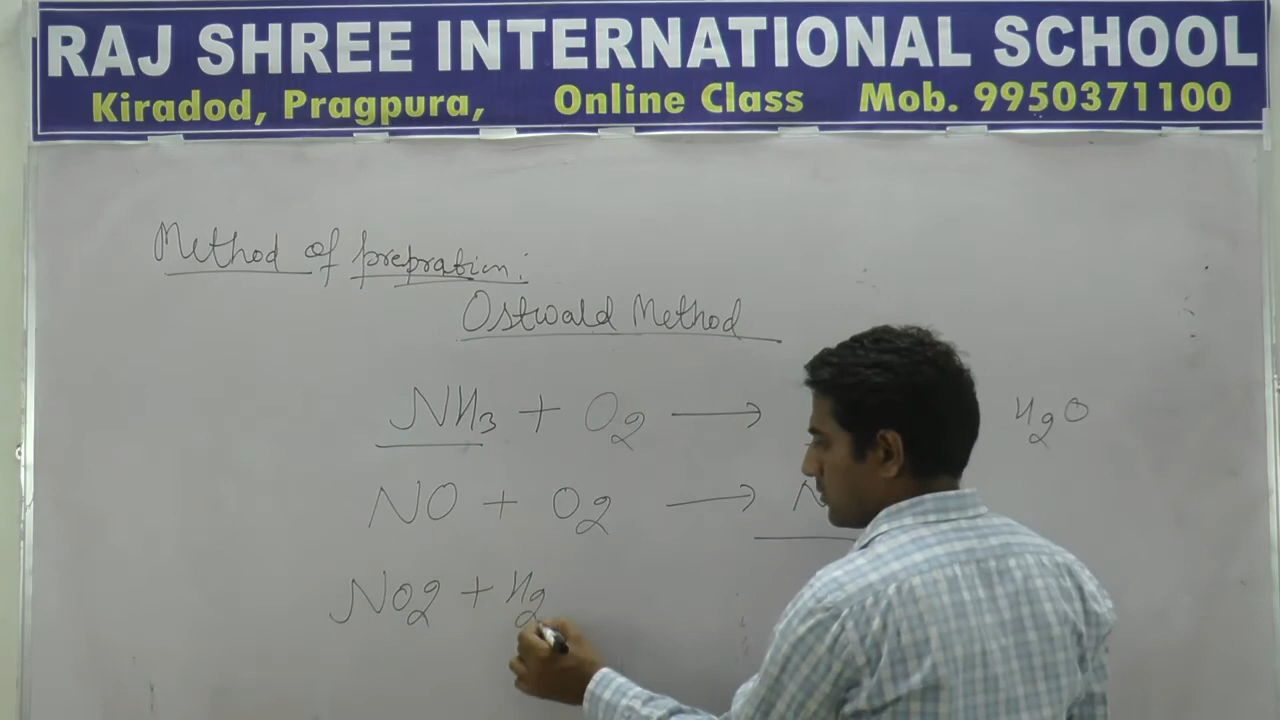 RAJ SHREE INTERNATIONAL SCHOOL
Kiradod, Pragpura, Online Class Mob. 9950371100
Method of prepration:
Ostwald Method
NH3 + O2 → H2O
NO + O2 → N
NO2 + H2